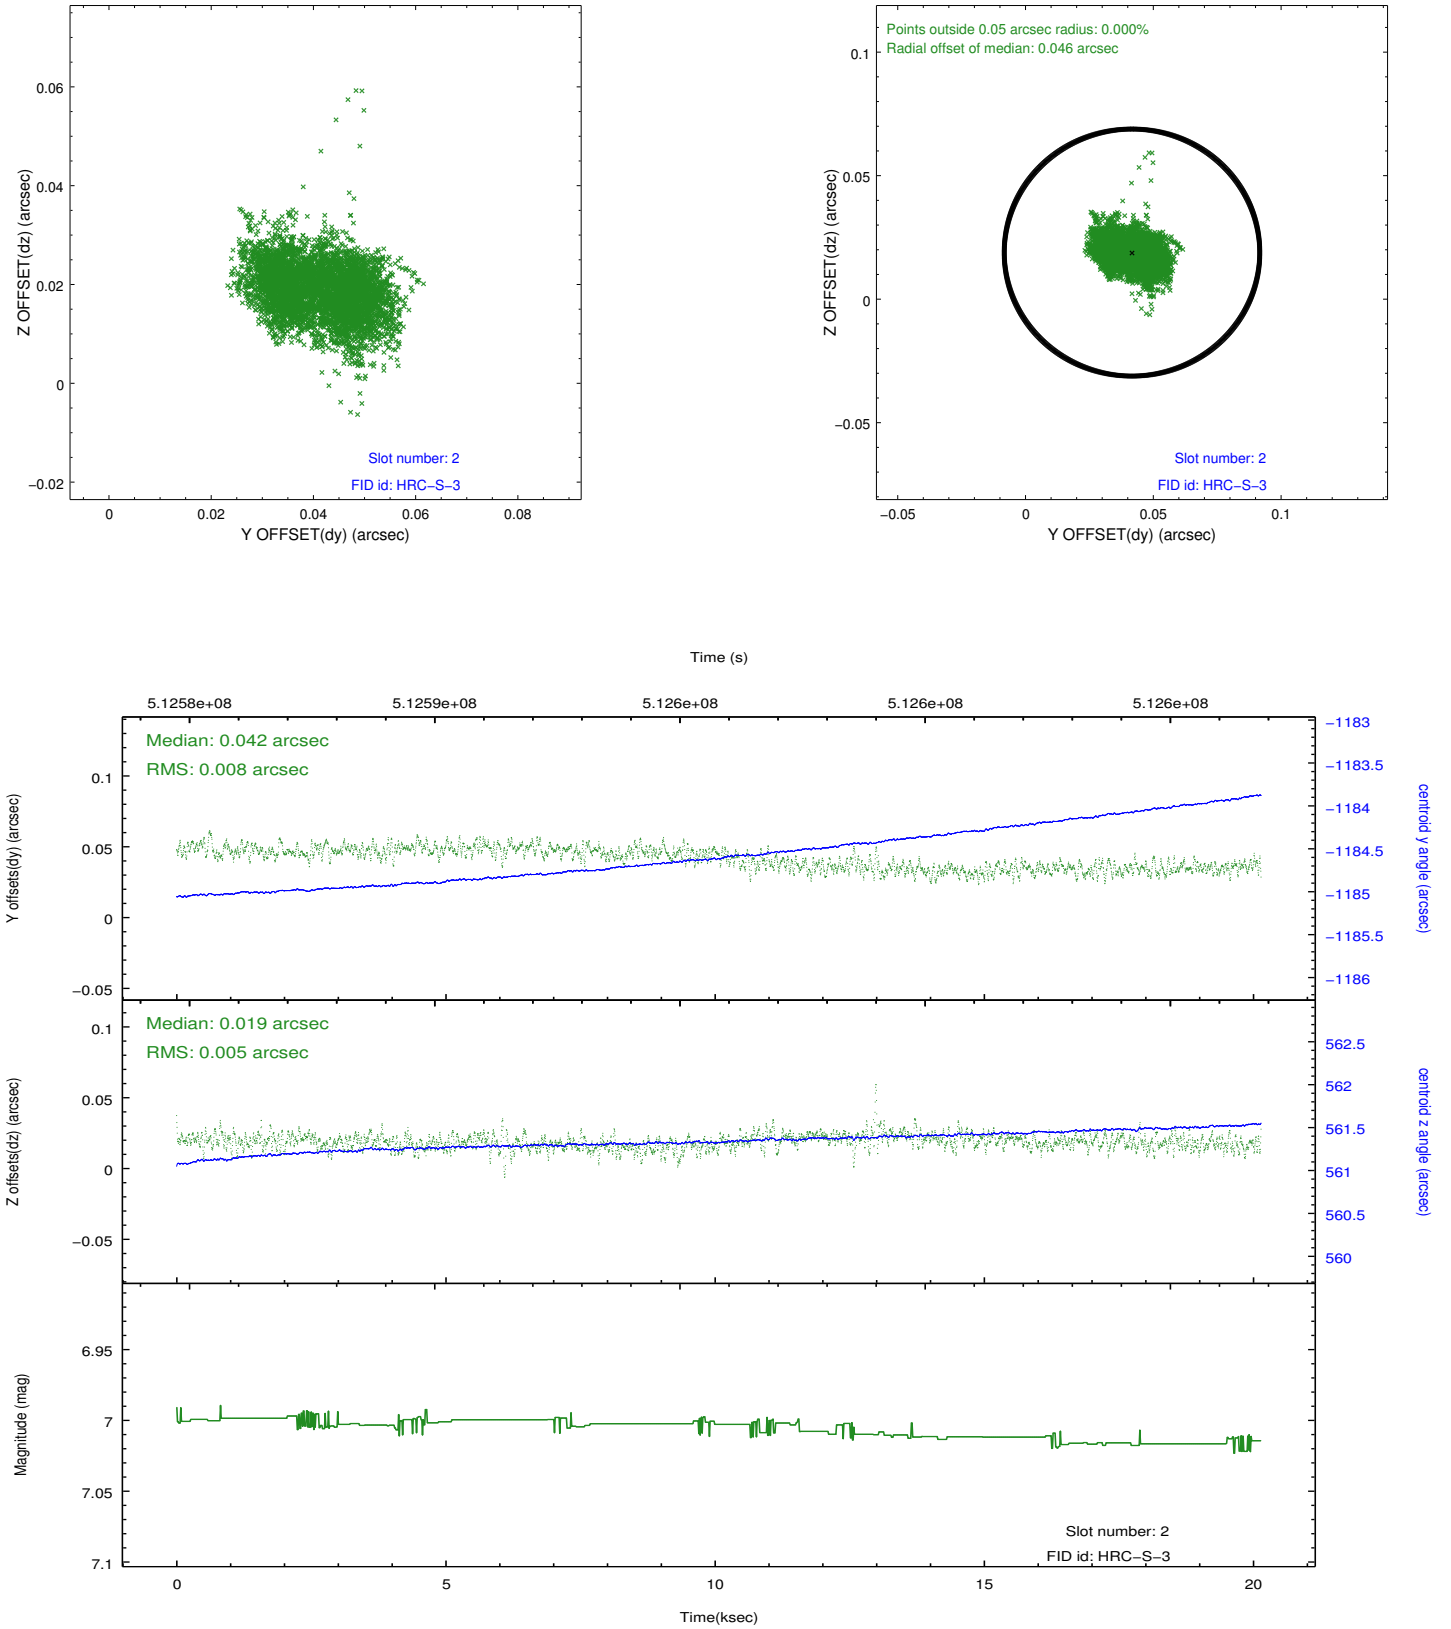 0.06
0.04
0.02
0
−0.02
Z OFFSET(dz) (arcsec)
Slot number: 2
FID id: HRC−S−3
0
0.02
0.04
0.06
0.08
Y OFFSET(dy) (arcsec)
Points outside 0.05 arcsec radius: 0.000%
Radial offset of median: 0.046 arcsec
0.1
0.05
0
−0.05
Z OFFSET(dz) (arcsec)
Slot number: 2
FID id: HRC−S−3
−0.05
0
0.05
0.1
Y OFFSET(dy) (arcsec)
Time (s)
5.1258e+08
5.1259e+08
5.126e+08
5.126e+08
5.126e+08
Median: 0.042 arcsec
RMS: 0.008 arcsec
0.1
0.05
0
−0.05
Y offsets(dy) (arcsec)
−1183
−1183.5
−1184
−1184.5
−1185
−1185.5
−1186
centroid y angle (arcsec)
Median: 0.019 arcsec
RMS: 0.005 arcsec
0.1
0.05
0
−0.05
Z offsets(dz) (arcsec)
562.5
562
561.5
561
560.5
560
centroid z angle (arcsec)
6.95
7
7.05
7.1
Magnitude (mag)
Slot number: 2
FID id: HRC−S−3
0
5
10
15
20
Time(ksec)